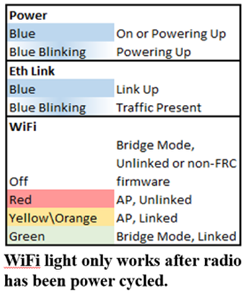 Power
Blue On or Powering Up
Blue Blinking Powering Up
Eth Link
Blue Link Up
Blue Blinking Traffic Present
WiFi
Bridge Mode,
Unlinked or non-FRC
Off firmware
Red AP, Unlinked
Yellow\Orange AP, Linked
Green Bridge Mode, Linked
WiFi light only works after radio
has been power cycled.